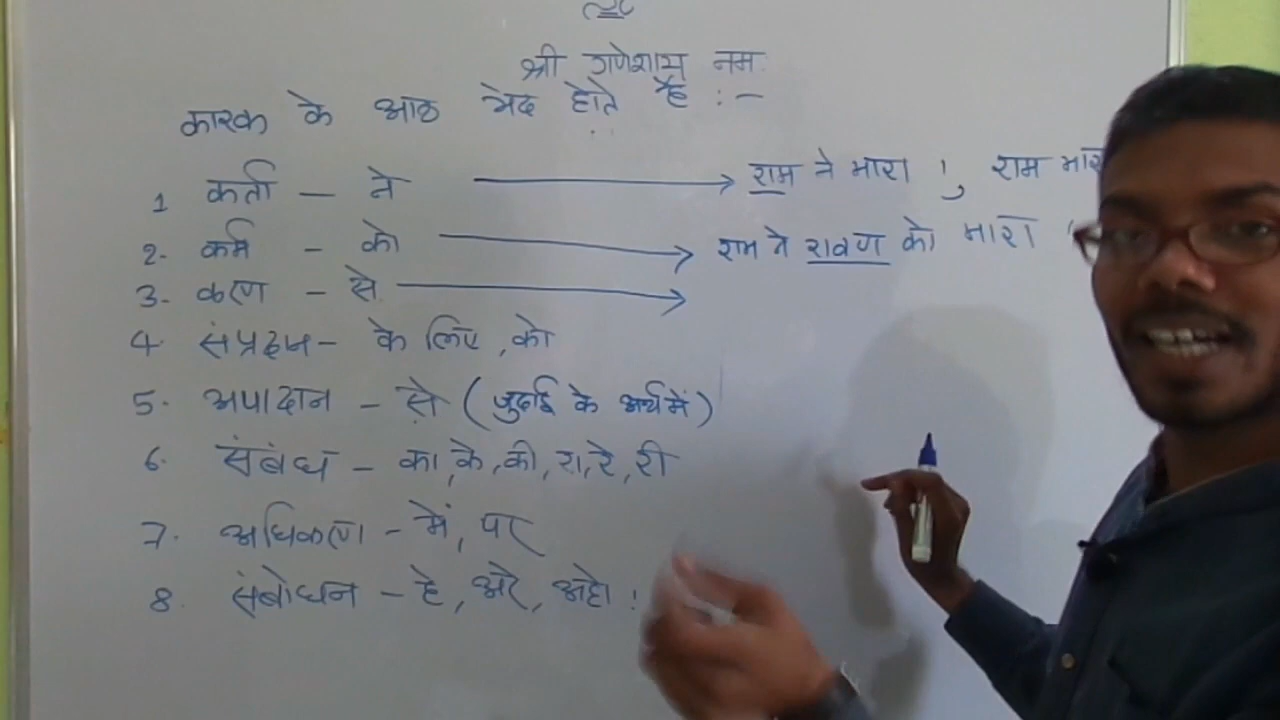 श्री गणेशाय नम:
कारक के आठ भेद होते है :-
1 कर्ता - ने → राम ने मारा !, राम
2. कर्म - को → राम ने रावण को मारा
3. करण - से →
4. संप्रदान - के लिए, को
5. अपादान - से (जुदाई के अर्थ में)
6. संबंध - का, के, की, रा, रे, री
7. अधिकरण - में, पर
8. संबोधन - हे, अरे, अहो !